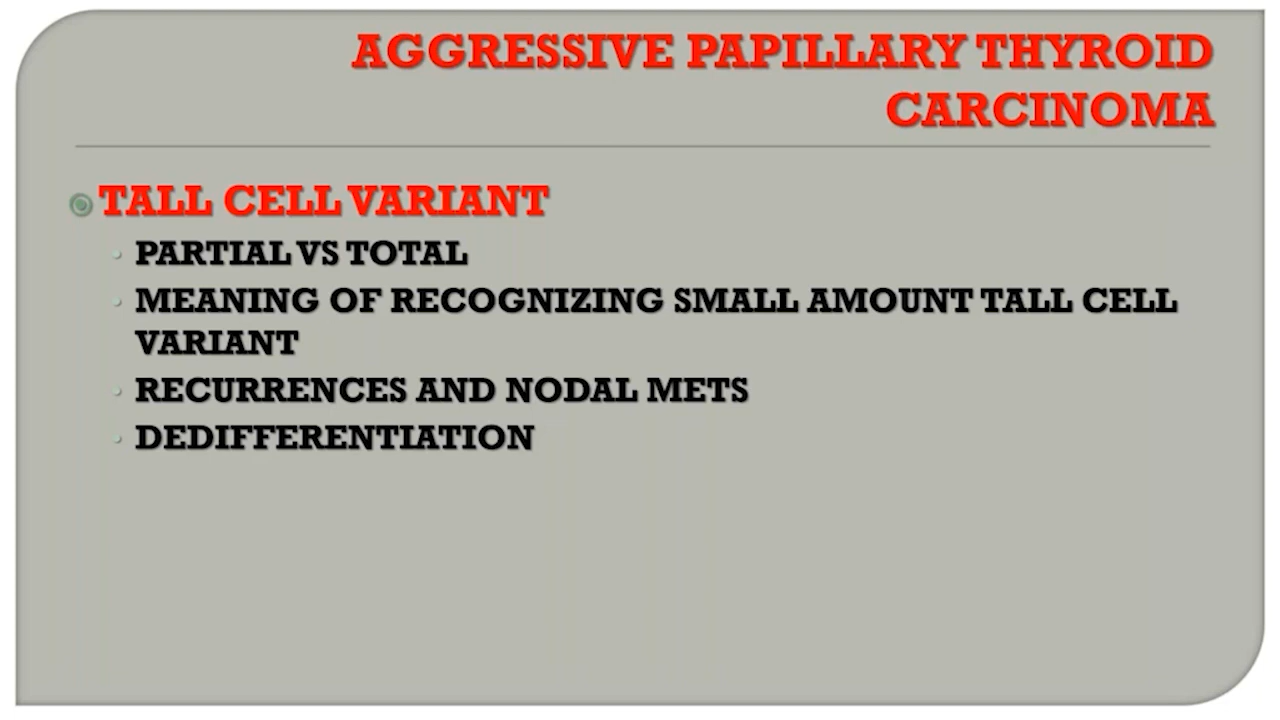 AGGRESSIVE PAPILLARY THYROID
CARCINOMA
TALL CELL VARIANT
PARTIAL VS TOTAL
MEANING OF RECOGNIZING SMALL AMOUNT TALL CELL
VARIANT
RECURRENCES AND NODAL METS
DEDIFFERENTIATION